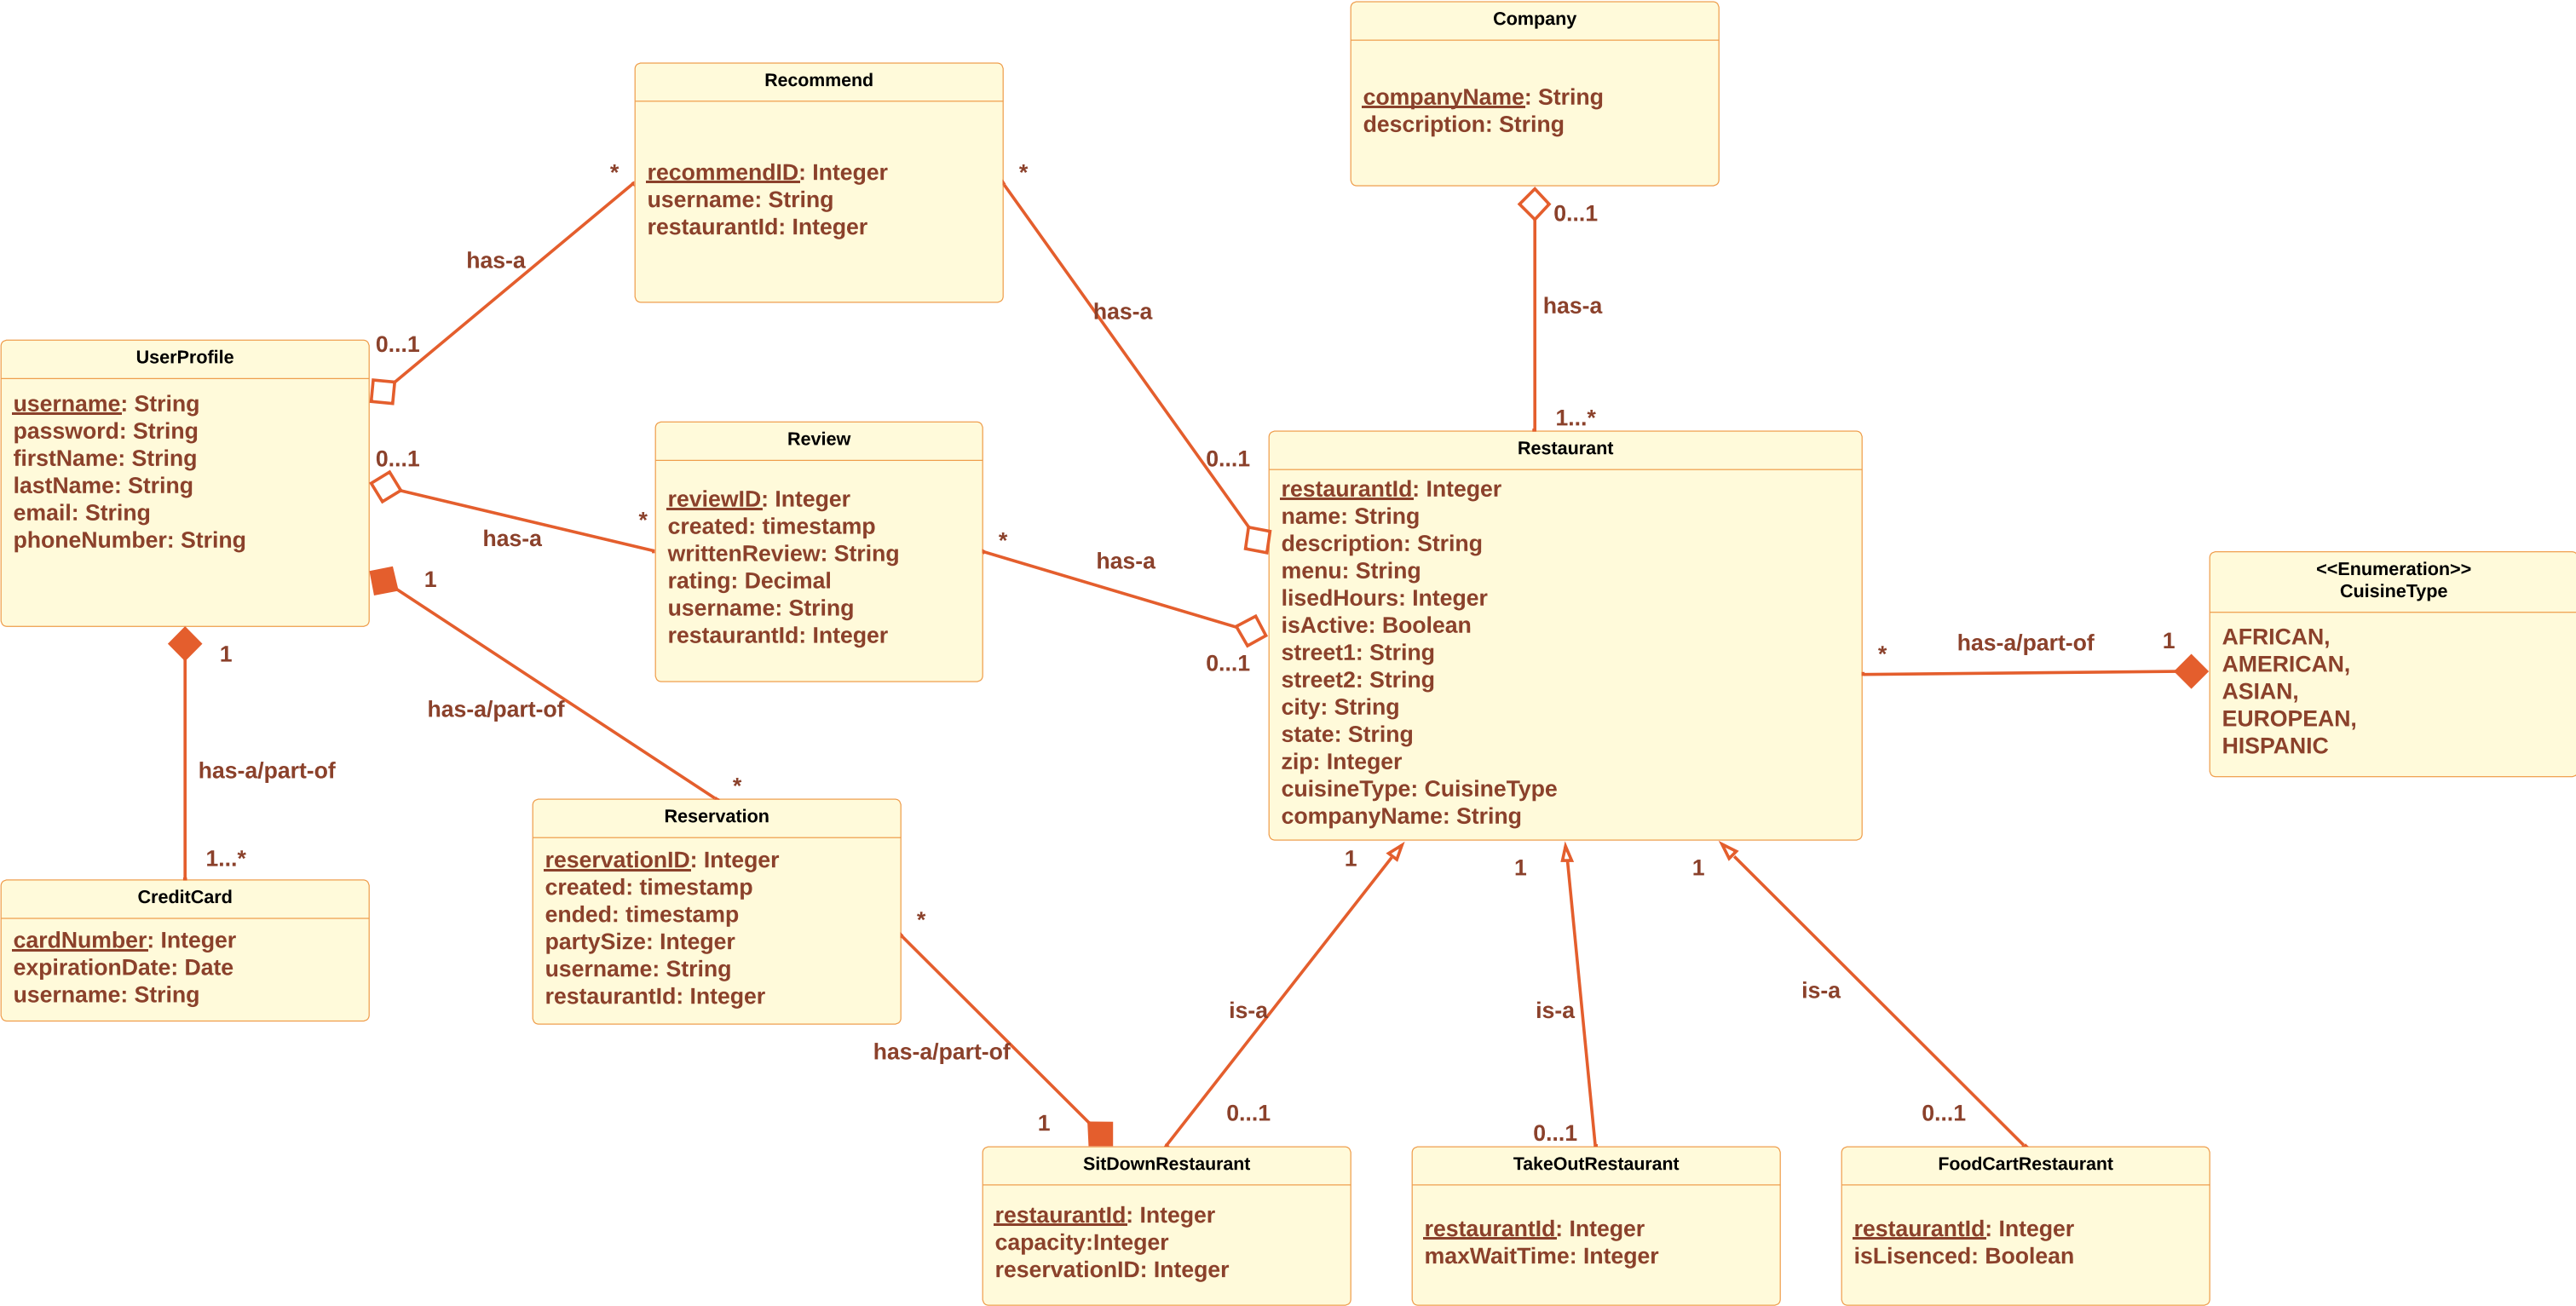 Company
companyName: String
description: String
Recommend
recommendID: Integer
username: String
restaurantId: Integer
*
*
0...1
has-a
has-a
has-a
0...1
1...*
UserProfile
username: String
password: String
firstName: String
lastName: String
email: String
phoneNumber: String
0...1
1
1
Review
reviewID: Integer
created: timestamp
writtenReview: String
rating: Decimal
username: String
restaurantId: Integer
*
has-a
*
has-a
0...1
0...1
Restaurant
restaurantId: Integer
name: String
description: String
menu: String
lisedHours: Integer
isActive: Boolean
street1: String
street2: String
city: String
state: String
zip: Integer
cuisineType: CuisineType
companyName: String
*
has-a/part-of
1
<<Enumeration>>
CuisineType
AFRICAN,
AMERICAN,
ASIAN,
EUROPEAN,
HISPANIC
has-a/part-of
*
has-a/part-of
1...*
CreditCard
cardNumber: Integer
expirationDate: Date
username: String
Reservation
reservationID: Integer
created: timestamp
ended: timestamp
partySize: Integer
username: String
restaurantId: Integer
*
has-a/part-of
1
1
1
1
is-a
is-a
is-a
0...1
0...1
0...1
SitDownRestaurant
restaurantId: Integer
capacity:Integer
reservationID: Integer
TakeOutRestaurant
restaurantId: Integer
maxWaitTime: Integer
FoodCartRestaurant
restaurantId: Integer
isLisenced: Boolean